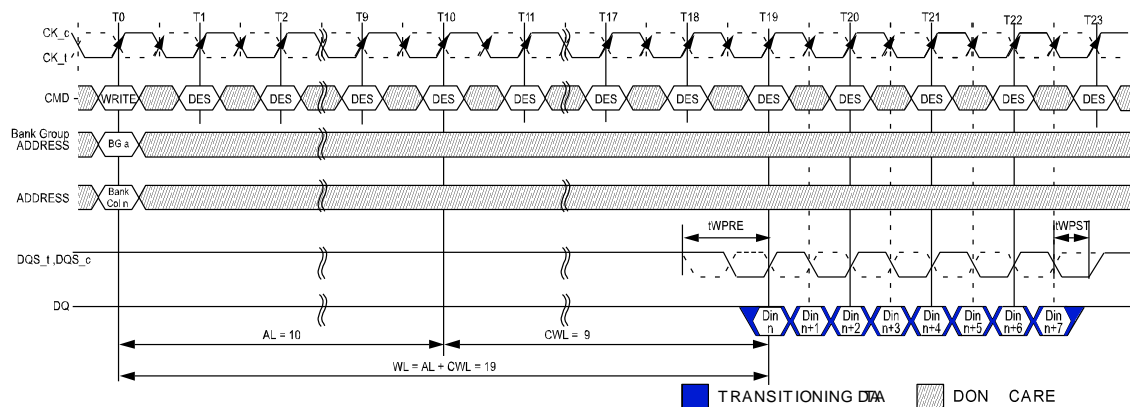 T0 T1 T2 T9 T10 T11 T17 T18 T19 T20 T21 T22 T23
CK_c
CK_t
CMD WRITE DES DES DES DES DES DES DES DES DES DES DES DES
Bank Group
ADDRESS BG a
ADDRESS Bank
Col n
tWPRE tWPST
DQS_t ,DQS_c
DQ Din Din Din Din Din Din Din Din
n n+1 n+2 n+3 n+4 n+5 n+6 n+7
AL = 10 CWL = 9
WL = AL + CWL = 19
TRANSITIONING DATA DON CARE